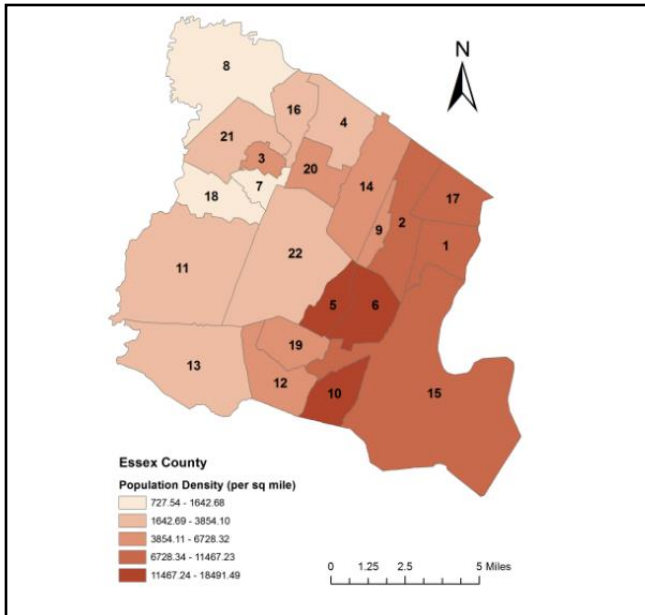 N
8
16
4
21
3
20
7
14
18
17
9
2
1
22
11
5
6
19
13
12
10
15
Essex County
Population Density (per sq mile)
727.54 - 1642.68
1642.69 - 3854.10
3854.11 - 6728.32
6728.34 - 11467.23
11467.24 - 18491.49
0 1.25 2.5 5 Miles